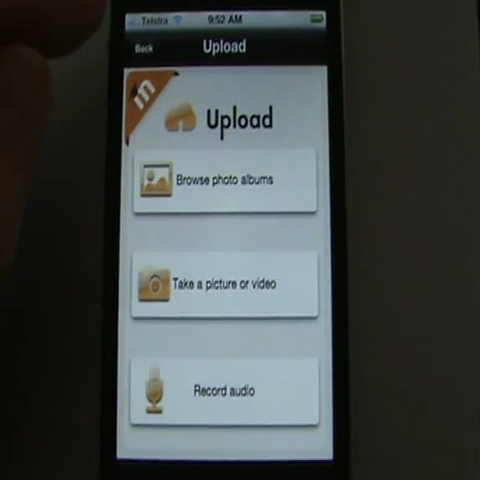 Telstra 9:52 AM
Back Upload
m
Upload
Browse photo albums
Take a picture or video
Record audio